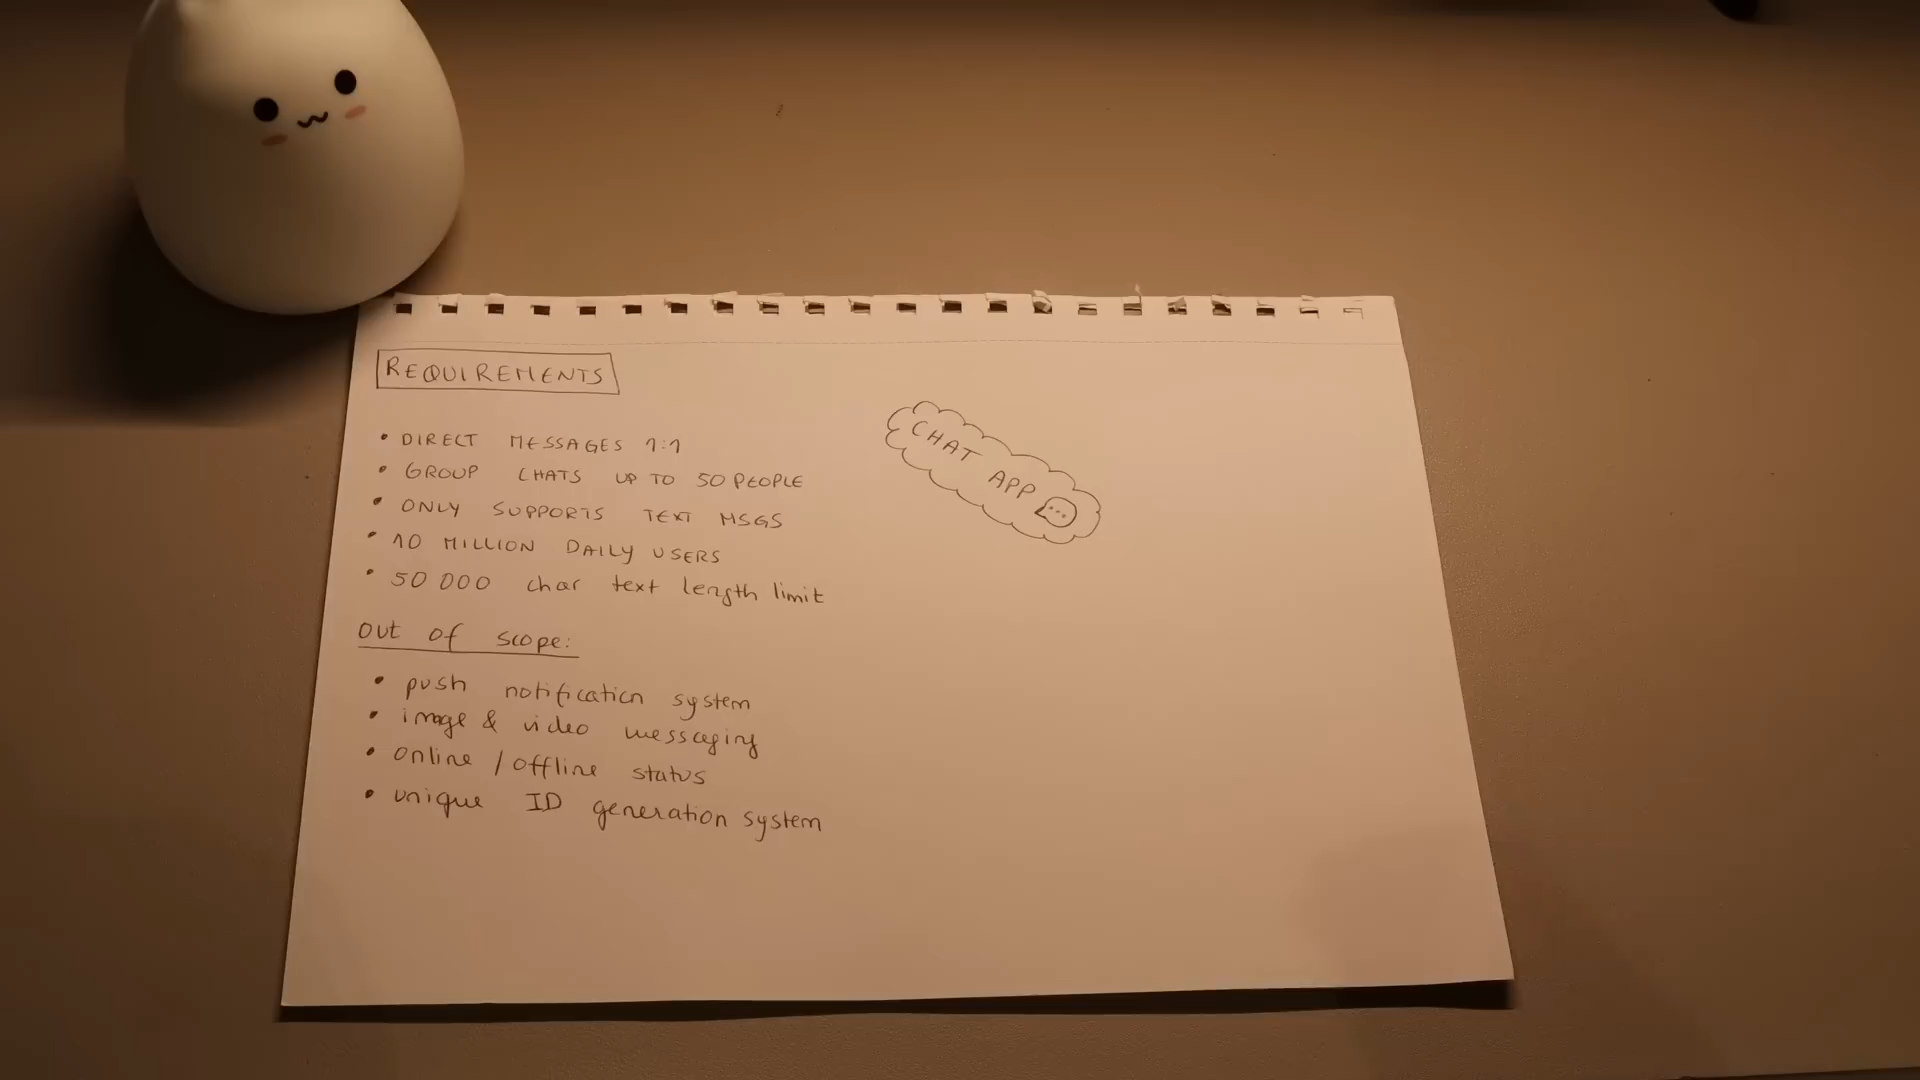 REQUIREMENTS
• DIRECT MESSAGES 1:1
• GROUP CHATS UP TO 50 PEOPLE
• ONLY SUPPORTS TEXT MSGS
• 10 MILLION DAILY USERS
• 50 000 char text length limit
out of scope:
• push notification system
• image & video messaging
• online / offline status
• unique ID generation system
CHAT APP